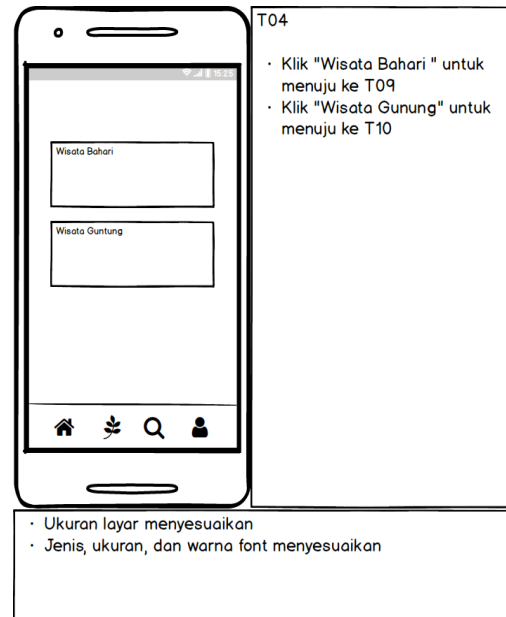 15:25
Wisata Bahari
Wisata Guntung
T04
· Klik "Wisata Bahari " untuk
menuju ke T09
· Klik "Wisata Gunung" untuk
menuju ke T10
· Ukuran layar menyesuaikan
· Jenis, ukuran, dan warna font menyesuaikan